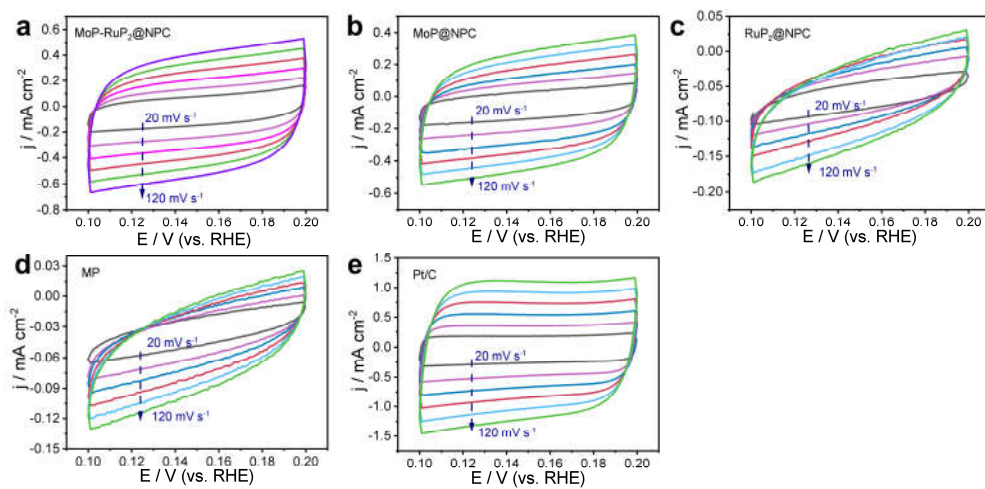 a
MoP-RuP₂@NPC
j / mA cm⁻²
0.6
0.4
0.2
0.0
-0.2
-0.4
-0.6
-0.8
20 mV s⁻¹
120 mV s⁻¹
0.10 0.12 0.14 0.16 0.18 0.20
E / V (vs. RHE)
b
MoP@NPC
j / mA cm⁻²
0.4
0.2
0.0
-0.2
-0.4
-0.6
20 mV s⁻¹
120 mV s⁻¹
0.10 0.12 0.14 0.16 0.18 0.20
E / V (vs. RHE)
c
RuP₂@NPC
j / mA cm⁻²
0.05
0.00
-0.05
-0.10
-0.15
-0.20
20 mV s⁻¹
120 mV s⁻¹
0.10 0.12 0.14 0.16 0.18 0.20
E / V (vs. RHE)
d
MP
j / mA cm⁻²
0.03
0.00
-0.03
-0.06
-0.09
-0.12
-0.15
20 mV s⁻¹
120 mV s⁻¹
0.10 0.12 0.14 0.16 0.18 0.20
E / V (vs. RHE)
e
Pt/C
j / mA cm⁻²
1.5
1.0
0.5
0.0
-0.5
-1.0
-1.5
20 mV s⁻¹
120 mV s⁻¹
0.10 0.12 0.14 0.16 0.18 0.20
E / V (vs. RHE)